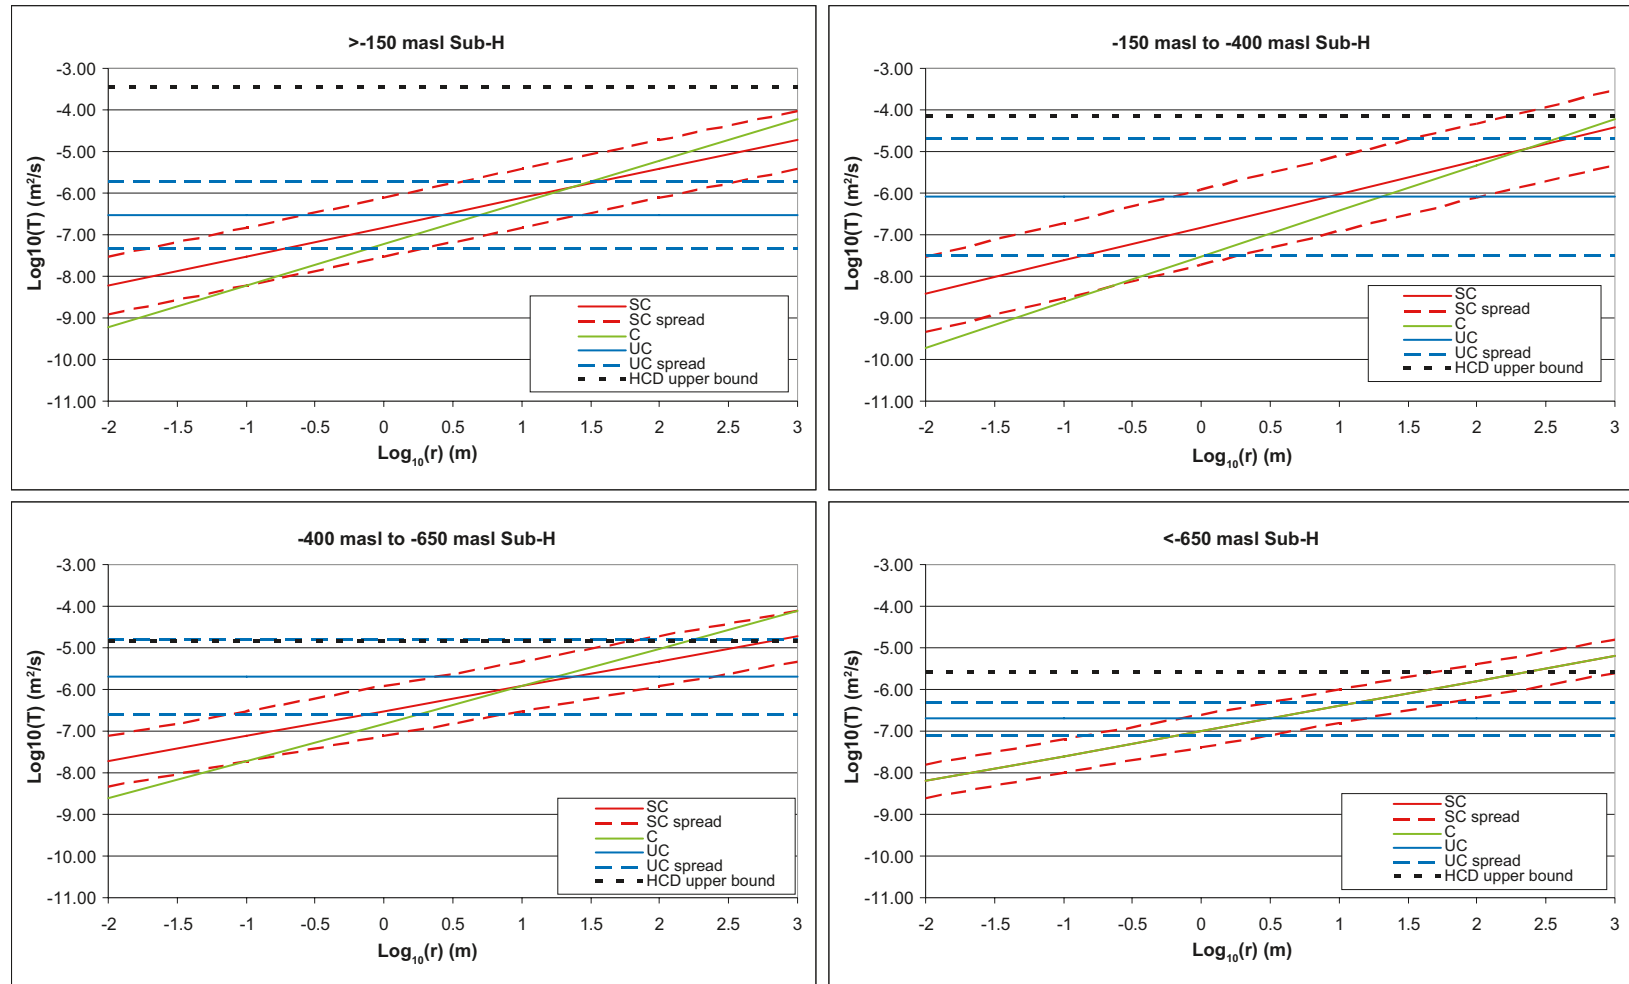 >-150 masl Sub-H
-3.00
-4.00
-5.00
-6.00
-7.00
-8.00
-9.00
-10.00
-11.00
Log10(T) (m²/s)
SC
SC spread
C
UC
UC spread
HCD upper bound
-2 -1.5 -1 -0.5 0 0.5 1 1.5 2 2.5 3
Log₁₀(r) (m)
-150 masl to -400 masl Sub-H
-3.00
-4.00
-5.00
-6.00
-7.00
-8.00
-9.00
-10.00
-11.00
Log10(T) (m²/s)
SC
SC spread
C
UC
UC spread
HCD upper bound
-2 -1.5 -1 -0.5 0 0.5 1 1.5 2 2.5 3
Log₁₀(r) (m)
-400 masl to -650 masl Sub-H
-3.00
-4.00
-5.00
-6.00
-7.00
-8.00
-9.00
-10.00
-11.00
Log10(T) (m²/s)
SC
SC spread
C
UC
UC spread
HCD upper bound
-2 -1.5 -1 -0.5 0 0.5 1 1.5 2 2.5 3
Log₁₀(r) (m)
<-650 masl Sub-H
-3.00
-4.00
-5.00
-6.00
-7.00
-8.00
-9.00
-10.00
-11.00
Log10(T) (m²/s)
SC
SC spread
C
UC
UC spread
HCD upper bound
-2 -1.5 -1 -0.5 0 0.5 1 1.5 2 2.5 3
Log₁₀(r) (m)